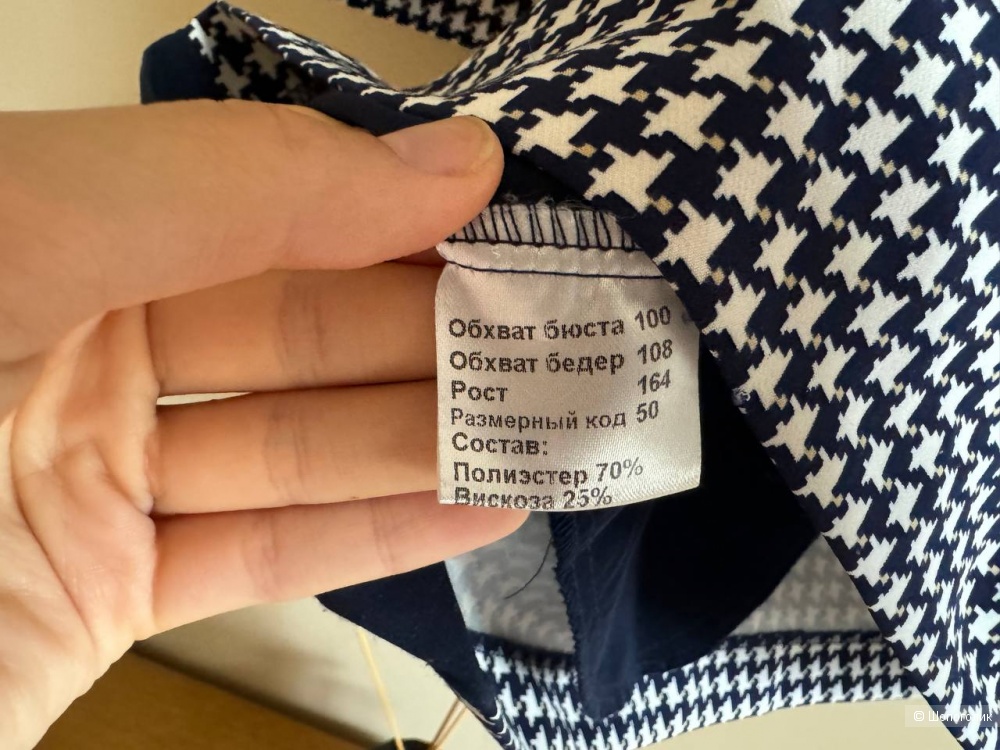 Обхват бюста 100
Обхват бедер 108
Рост 164
Размерный код 50
Состав:
Полиэстер 70%
Вискоза 25%